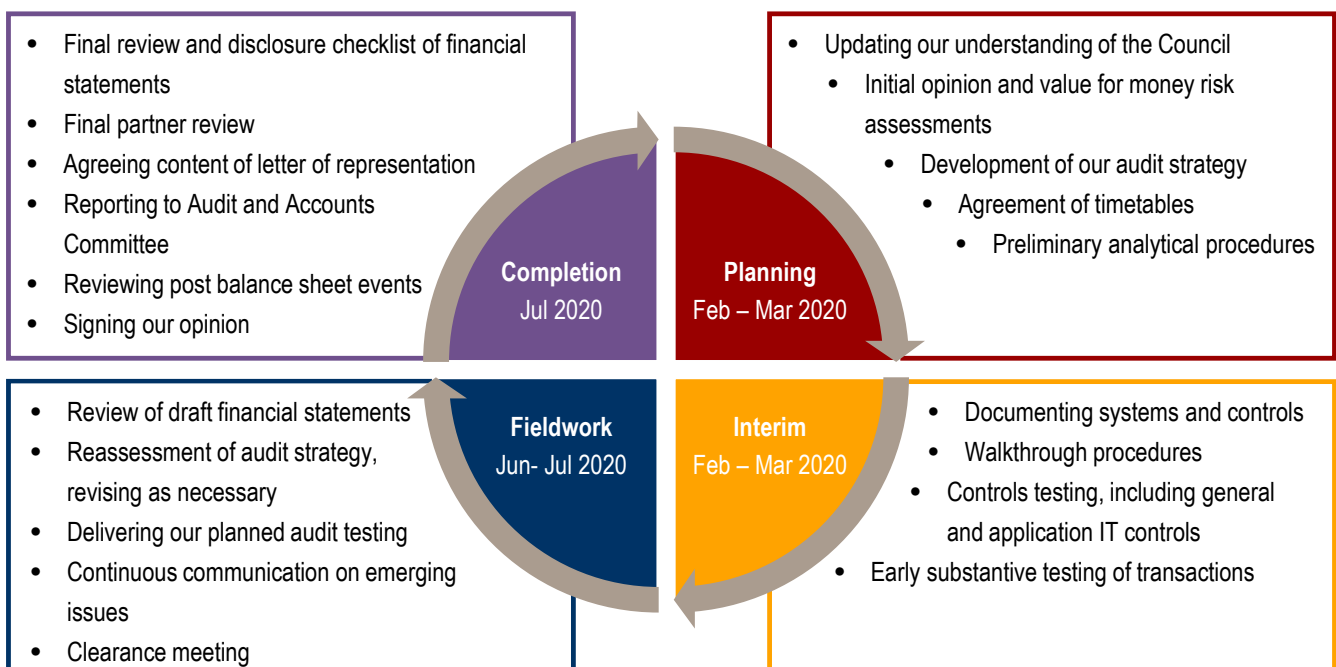 • Final review and disclosure checklist of financial
statements
• Final partner review
• Agreeing content of letter of representation
• Reporting to Audit and Accounts
Committee
• Reviewing post balance sheet events
• Signing our opinion
Completion
Jul 2020
• Updating our understanding of the Council
• Initial opinion and value for money risk
assessments
• Development of our audit strategy
• Agreement of timetables
• Preliminary analytical procedures
Planning
Feb – Mar 2020
• Review of draft financial statements
• Reassessment of audit strategy,
revising as necessary
• Delivering our planned audit testing
• Continuous communication on emerging
issues
• Clearance meeting
Fieldwork
Jun- Jul 2020
Interim
Feb – Mar 2020
• Documenting systems and controls
• Walkthrough procedures
• Controls testing, including general
and application IT controls
• Early substantive testing of transactions